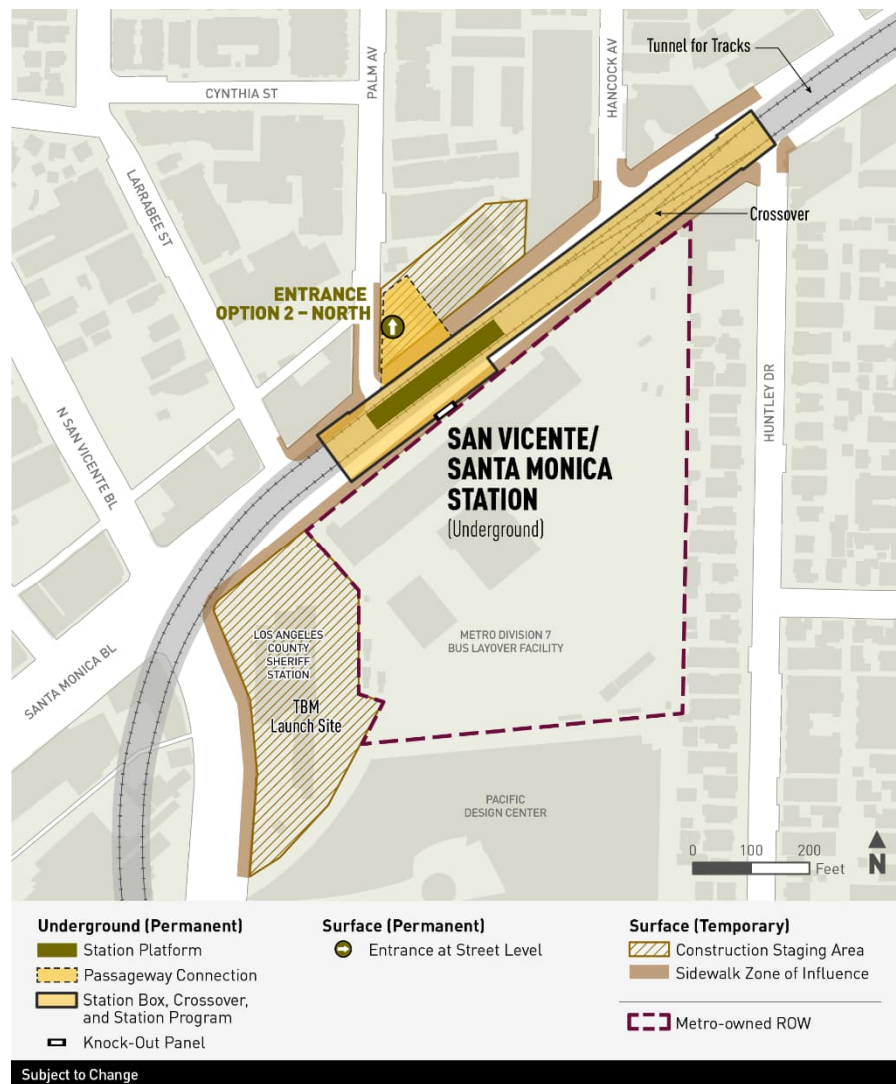 Tunnel for Tracks
CYNTHIA ST
PALM AV
HANCOCK AV
LARRABEE ST
Crossover
ENTRANCE
OPTION 2 – NORTH
N SAN VICENTE BL
HUNTLEY DR
SAN VICENTE/
SANTA MONICA
STATION
(Underground)
LOS ANGELES
COUNTY
SHERIFF
STATION
METRO DIVISION 7
BUS LAYOVER FACILITY
SANTA MONICA BL
TBM
Launch Site
PACIFIC
DESIGN CENTER
0 100 200
Feet
N
Underground (Permanent)
Station Platform
Passageway Connection
Station Box, Crossover,
and Station Program
Knock-Out Panel
Surface (Permanent)
Entrance at Street Level
Surface (Temporary)
Construction Staging Area
Sidewalk Zone of Influence
Metro-owned ROW
Subject to Change